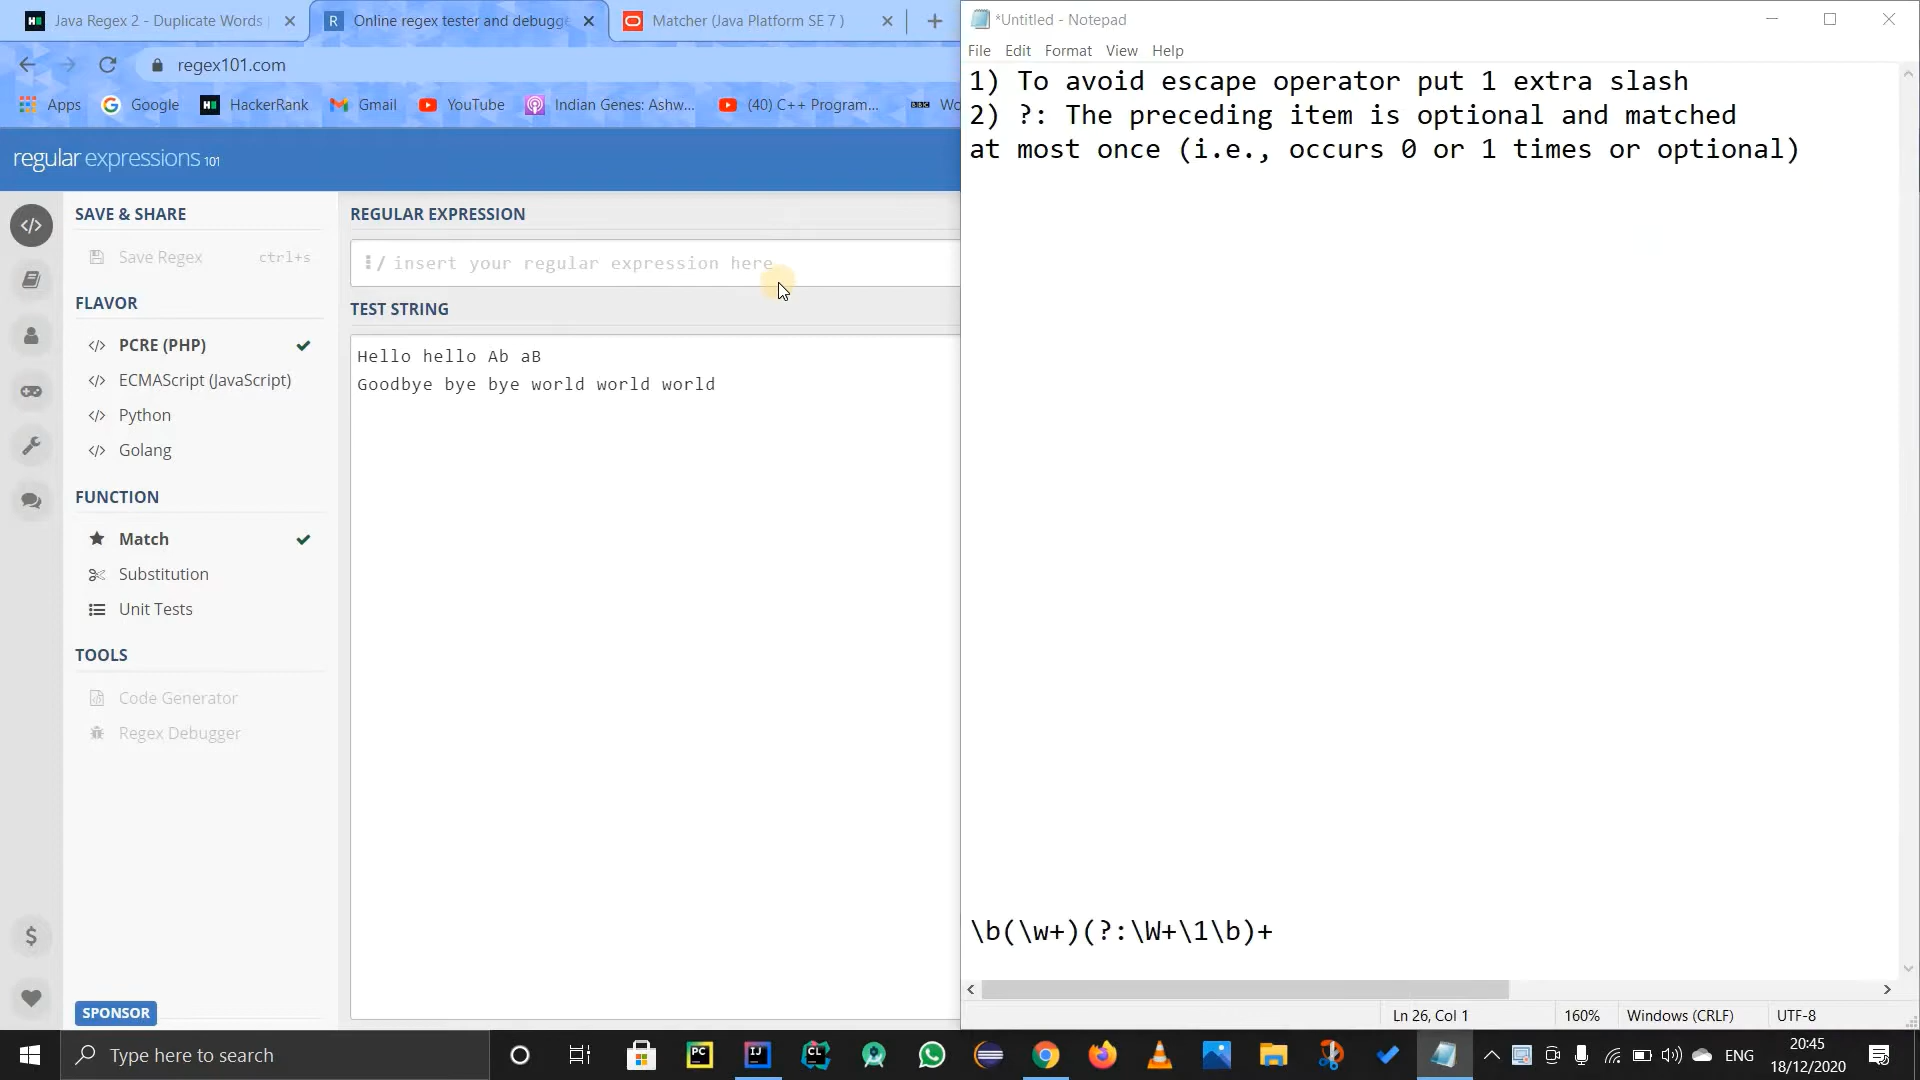 Java Regex 2 - Duplicate Words
Online regex tester and debugge
Matcher (Java Platform SE 7 )
regex101.com
Apps
Google
HackerRank
Gmail
YouTube
Indian Genes: Ashw...
(40) C++ Program...
BBC
Wo
regular expressions 101
SAVE & SHARE
Save Regex ctrl+s
FLAVOR
PCRE (PHP)
ECMAScript (JavaScript)
Python
Golang
FUNCTION
Match
Substitution
Unit Tests
TOOLS
Code Generator
Regex Debugger
SPONSOR
REGULAR EXPRESSION
/ insert your regular expression here
TEST STRING
Hello hello Ab aB
Goodbye bye bye world world world
*Untitled - Notepad
File Edit Format View Help
1) To avoid escape operator put 1 extra slash
2) ?: The preceding item is optional and matched
at most once (i.e., occurs 0 or 1 times or optional)
\b(\w+)(?:\W+\1\b)+
Ln 26, Col 1
160%
Windows (CRLF)
UTF-8
Type here to search
PC
IJ
CL
ENG
20:45
18/12/2020